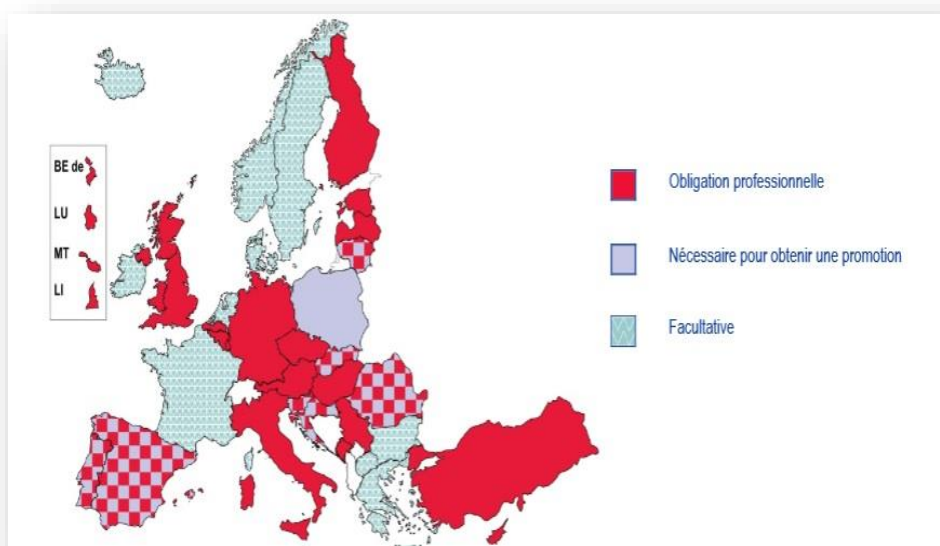 BE de
LU
MT
LI
Obligation professionnelle
Nécessaire pour obtenir une promotion
Facultative